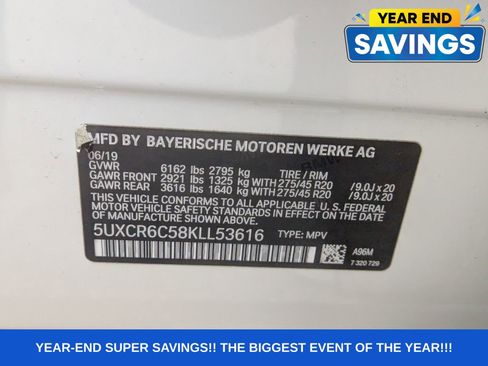 YEAR END
SAVINGS
MFD BY BAYERISCHE MOTOREN WERKE AG
06/19
GVWR 6162 lbs 2795 kg TIRE / RIM
GAWR FRONT 2921 lbs 1325 kg WITH 275/45 R20 /9.0J x 20
GAWR REAR 3616 lbs 1640 kg WITH 275/45 R20 /9.0J x 20
THIS VEHICLE CONFORMS TO ALL APPLICABLE U.S. FEDERAL
MOTOR VEHICLE SAFETY STANDARDS IN EFFECT ON THE DATE OF
MANUFACTURE SHOWN ABOVE.
5UXCR6C58KLL53616 TYPE: MPV A96M
7 320 729
YEAR-END SUPER SAVINGS!! THE BIGGEST EVENT OF THE YEAR!!!